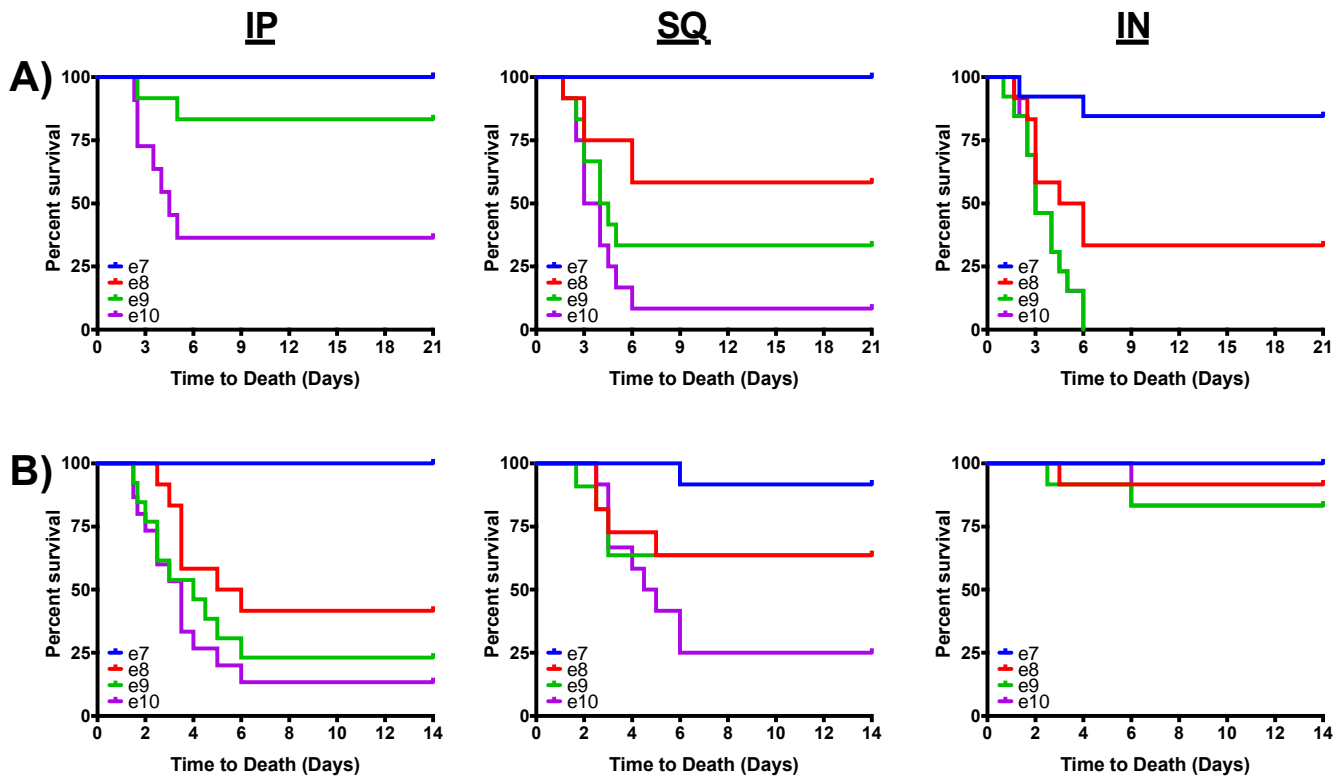 IP
SQ
IN
A)
Percent survival
100
75
50
25
0
e7
e8
e9
e10
0 3 6 9 12 15 18 21
Time to Death (Days)
Percent survival
100
75
50
25
0
e7
e8
e9
e10
0 3 6 9 12 15 18 21
Time to Death (Days)
Percent survival
100
75
50
25
0
e7
e8
e9
e10
0 3 6 9 12 15 18 21
Time to Death (Days)
B)
Percent survival
100
75
50
25
0
e7
e8
e9
e10
0 2 4 6 8 10 12 14
Time to Death (Days)
Percent survival
100
75
50
25
0
e7
e8
e9
e10
0 2 4 6 8 10 12 14
Time to Death (Days)
Percent survival
100
75
50
25
0
e7
e8
e9
e10
0 2 4 6 8 10 12 14
Time to Death (Days)